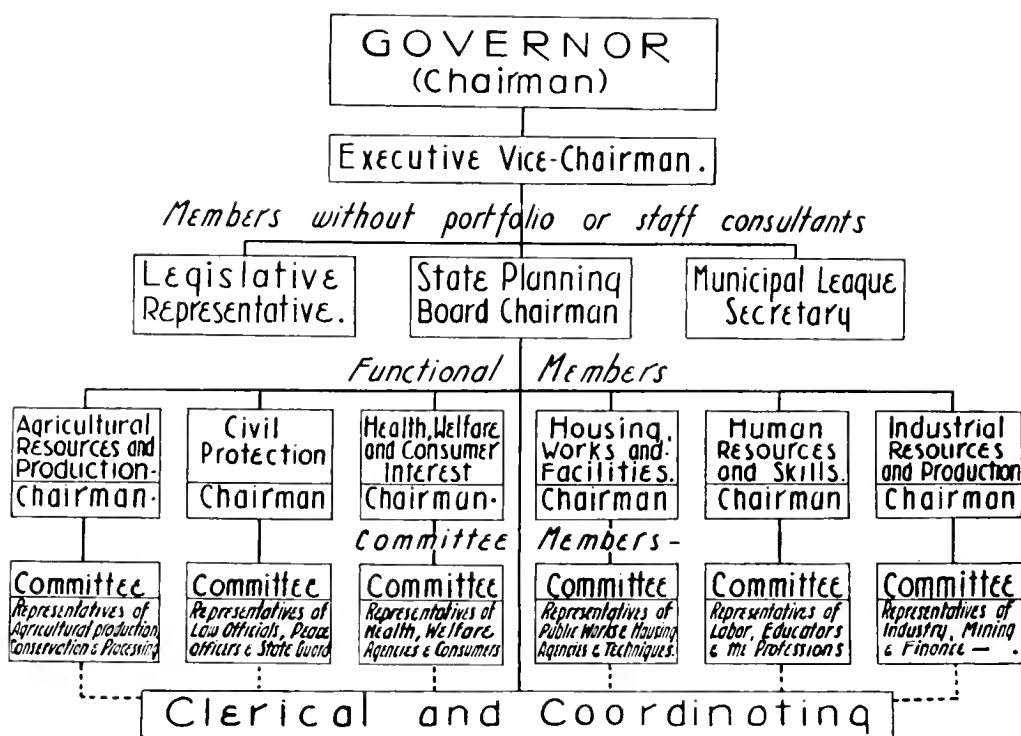 GOVERNOR
(Chairman)
Executive Vice-Chairman.
Members without portfolio or staff consultants
Legislative
Representative.
State Planning
Board Chairman
Municipal League
Secretary
Functional Members
Agricultural
Resources and
Production-
Chairman.
Civil
Protection
Chairman
Health, Welfare
and Consumer
Interest
Chairman.
Housing,
Works and
Facilities.
Chairman
Human
Resources
and Skills.
Chairman
Industrial
Resources
and Production
Chairman
Committee Members-
Committee
Representatives of
Agricultural production,
Conservation & Processing
Committee
Representatives of
Law Officials, Peace
Officers & State Guard
Committee
Representatives of
Health, Welfare
Agencies & Consumers
Committee
Representatives of
Public Works & Housing
Agencies & Techniques.
Committee
Representatives of
Labor, Educators
& the Professions
Committee
Representatives of
Industry, Mining
& Finance — .
Clerical and Coordinating